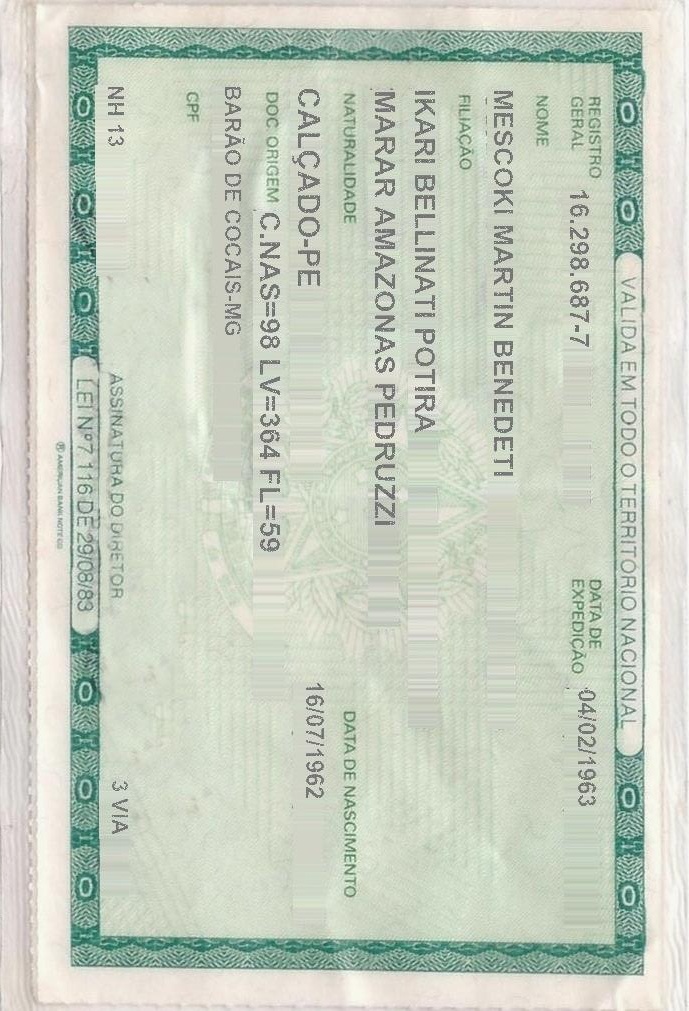 VALIDA EM TODO O TERRITÓRIO NACIONAL
REGISTRO GERAL 16.298.687-7 DATA DE EXPEDIÇÃO 04/02/1963
NOME
MESCOKI MARTIN BENEDETI
FILIAÇÃO
IKARI BELLINATI POTIRA
MARAR AMAZONAS PEDRUZZI
NATURALIDADE DATA DE NASCIMENTO
CALÇADO-PE 16/07/1962
DOC ORIGEM C.NAS=98 LV=364 FL=59
BARÃO DE COCAIS-MG
CPF
NH 13 3 VIA
ASSINATURA DO DIRETOR
LEI Nº 7.116 DE 29/08/83
® AMERICAN BANK NOTE CO